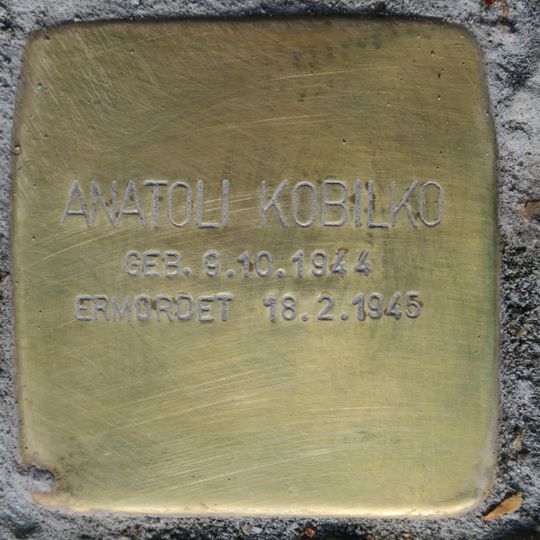 ANATOLI KOBILKO
GEB. 9.10.1944
ERMORDET 18.2.1945